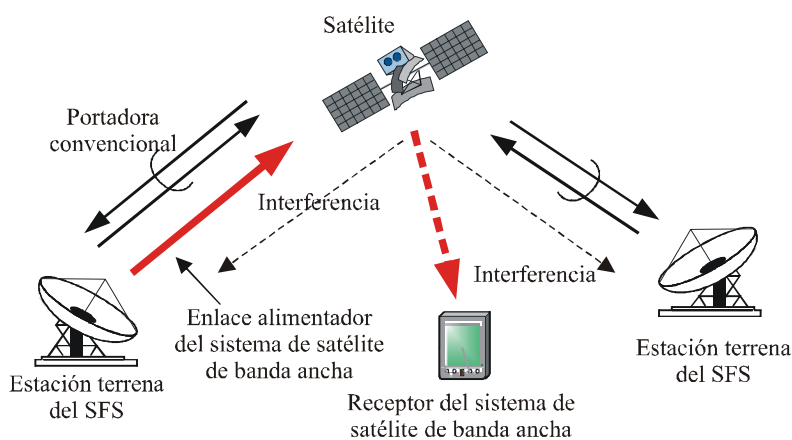 Satélite
Portadora
convencional
Interferencia
Interferencia
Enlace alimentador
del sistema de satélite
de banda ancha
Estación terrena
del SFS
Receptor del sistema de
satélite de banda ancha
Estación terrena
del SFS